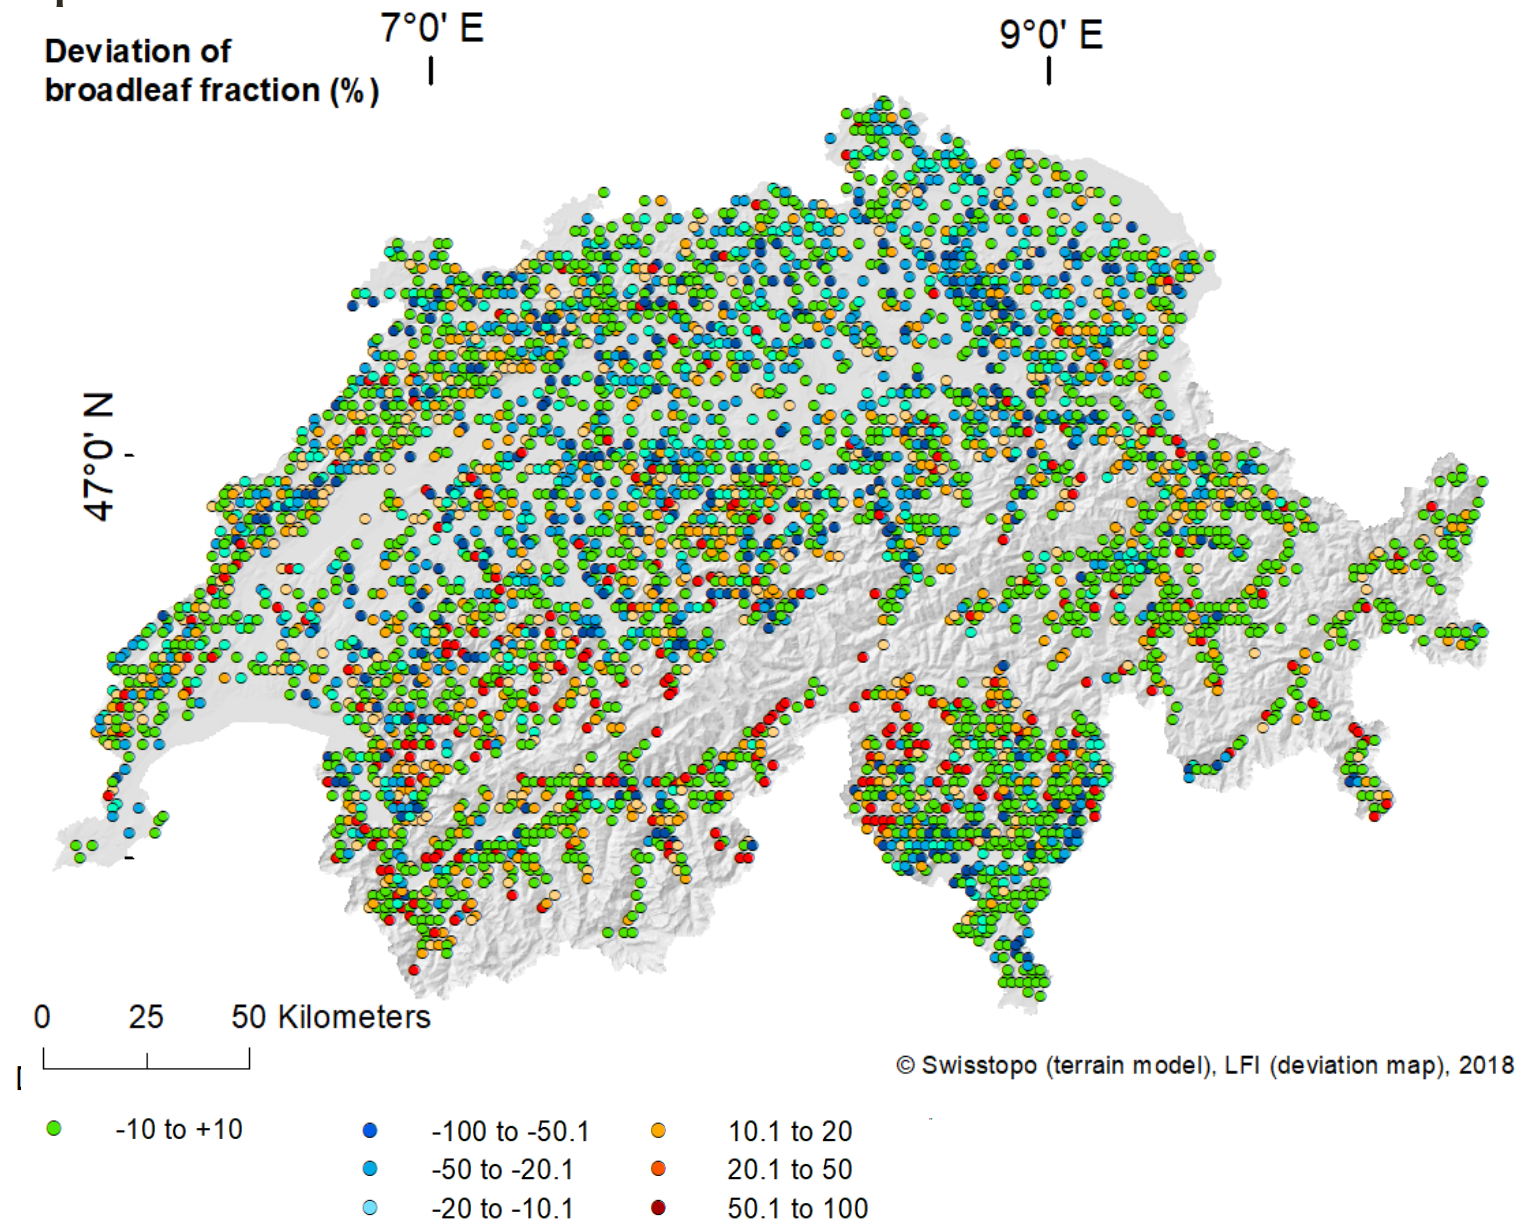 7°0' E
9°0' E
Deviation of
broadleaf fraction (%)
47°0' N
0 25 50 Kilometers
© Swisstopo (terrain model), LFI (deviation map), 2018
-10 to +10 -100 to -50.1 10.1 to 20
-50 to -20.1 20.1 to 50
-20 to -10.1 50.1 to 100